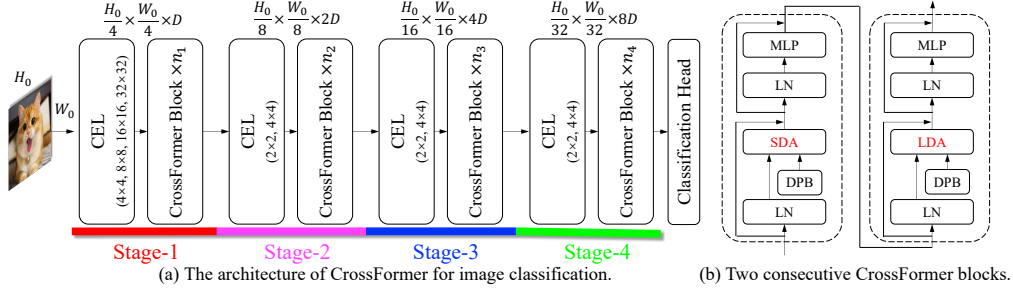 H₀/4 × W₀/4 × D
H₀/8 × W₀/8 × 2D
H₀/16 × W₀/16 × 4D
H₀/32 × W₀/32 × 8D
H₀
W₀
CEL
(4×4, 8×8, 16×16, 32×32)
CrossFormer Block ×n₁
CEL
(2×2, 4×4)
CrossFormer Block ×n₂
CEL
(2×2, 4×4)
CrossFormer Block ×n₃
CEL
(2×2, 4×4)
CrossFormer Block ×n₄
Classification Head
Stage-1
Stage-2
Stage-3
Stage-4
(a) The architecture of CrossFormer for image classification.
MLP
LN
SDA
DPB
LN
MLP
LN
LDA
DPB
LN
(b) Two consecutive CrossFormer blocks.